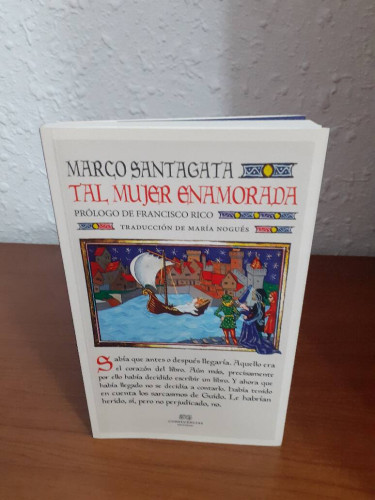 MARCO SANTAGATA
TAL MUJER ENAMORADA
PRÓLOGO DE FRANCISCO RICO
TRADUCCIÓN DE MARÍA NOGUÉS
Sabía que antes o después llegaría. Aquello era
el corazón del libro. Aún más, precisamente
por ello había decidido escribir un libro. Y ahora que
había llegado no se decidía a contarlo. Había tenido
en cuenta los sarcasmos de Guido. Le habrían
herido, sí, pero no perjudicado, no.